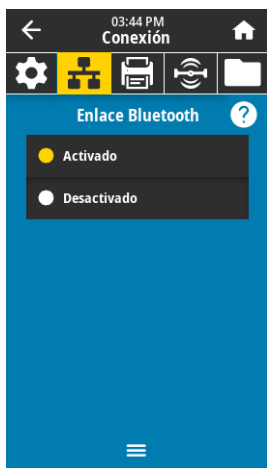 03:44 PM
Conexión
Enlace Bluetooth
?
Activado
Desactivado